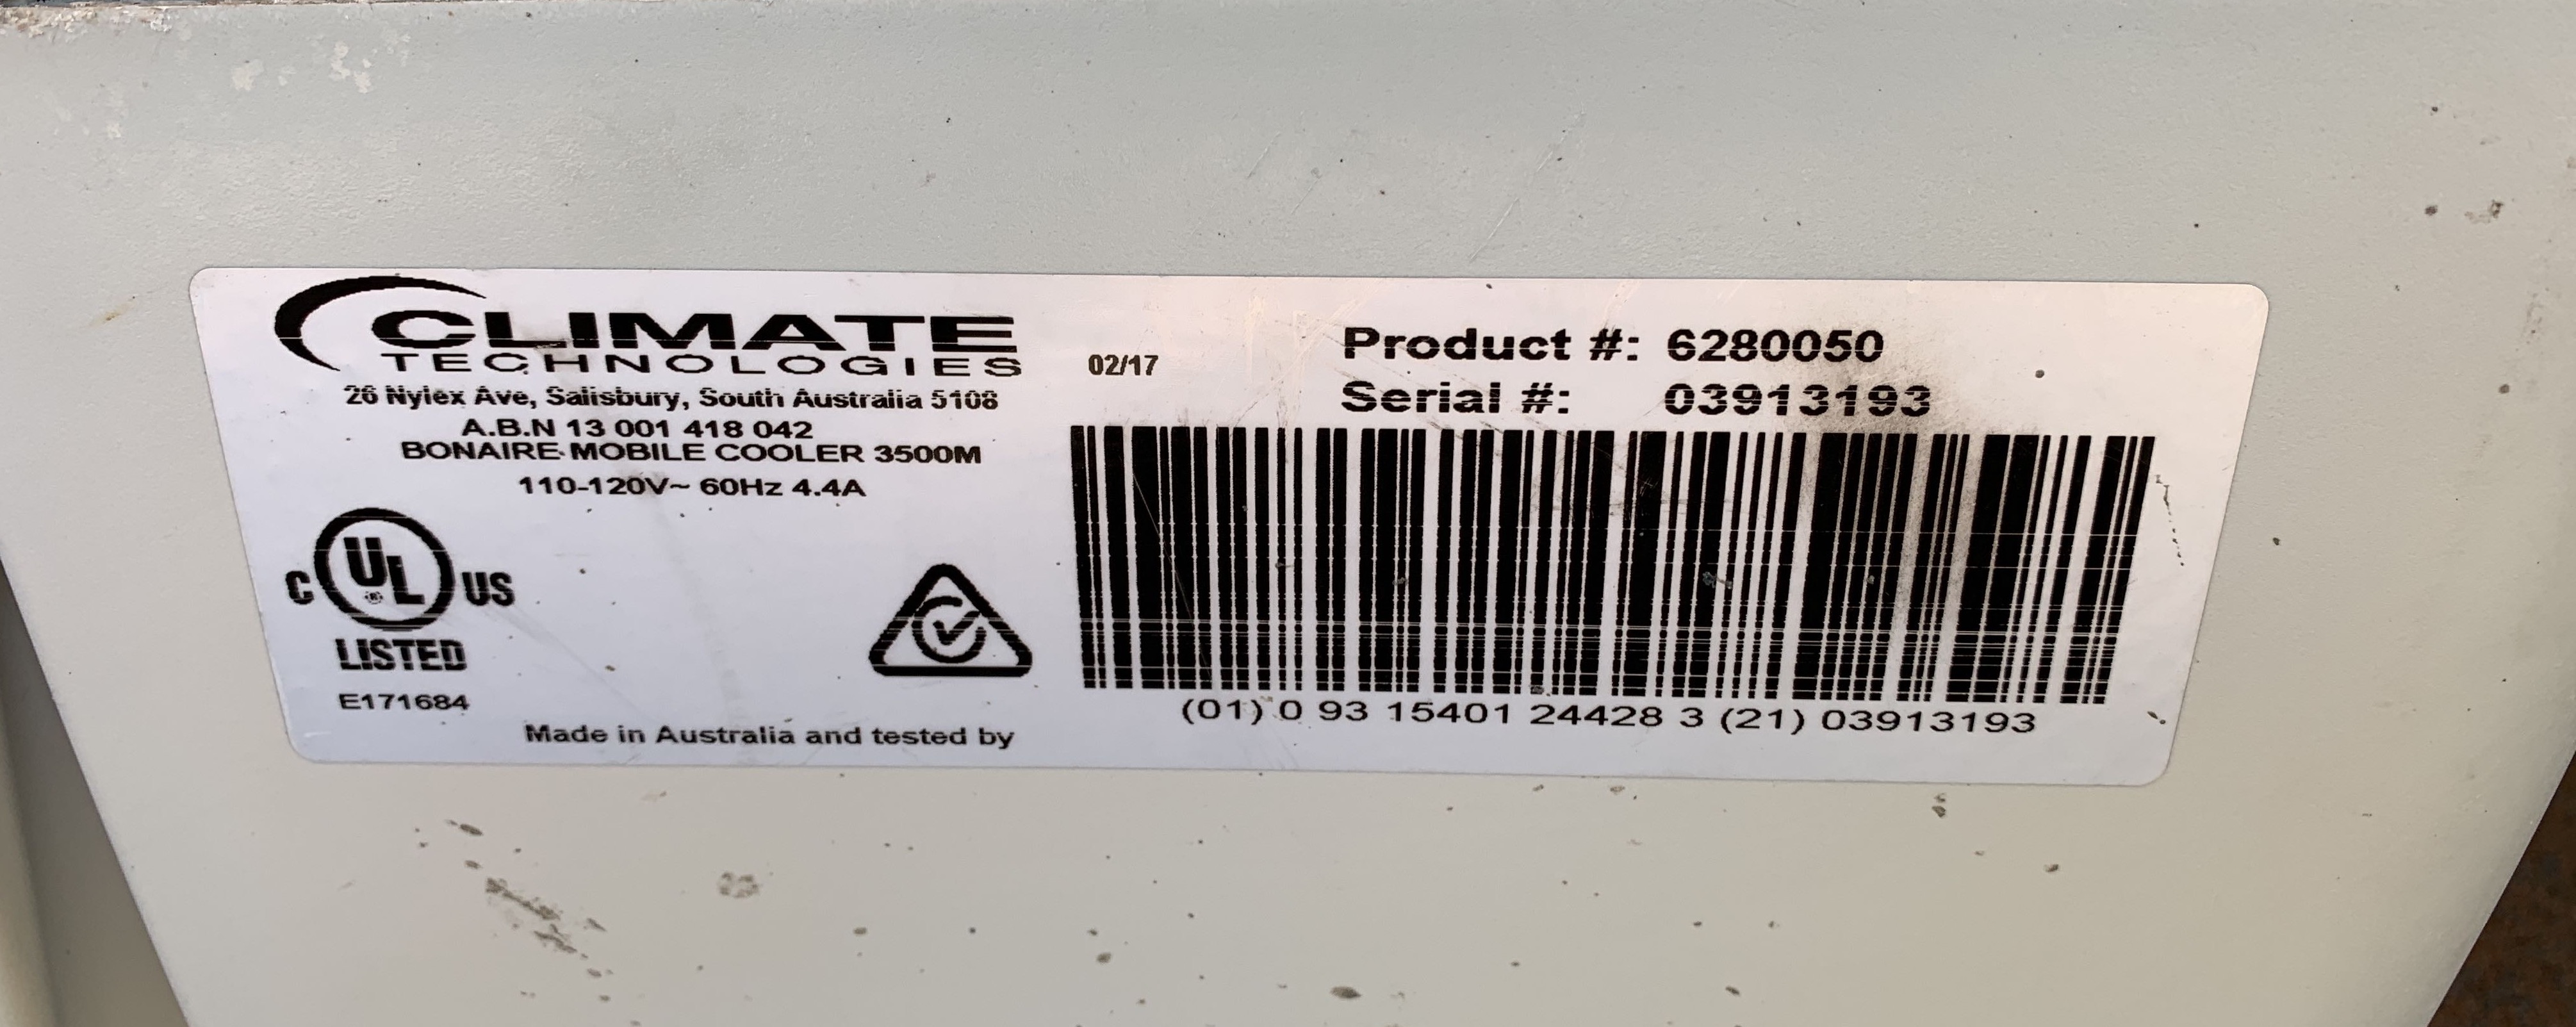 CLIMATE
TECHNOLOGIES
26 Nylex Ave, Salisbury, South Australia 5108
A.B.N 13 001 418 042
BONAIRE MOBILE COOLER 3500M
110-120V~ 60Hz 4.4A
C UL US
LISTED
E171684
Made in Australia and tested by
02/17
Product #: 6280050
Serial #: 03913193
(01) 0 93 15401 24428 3 (21) 03913193